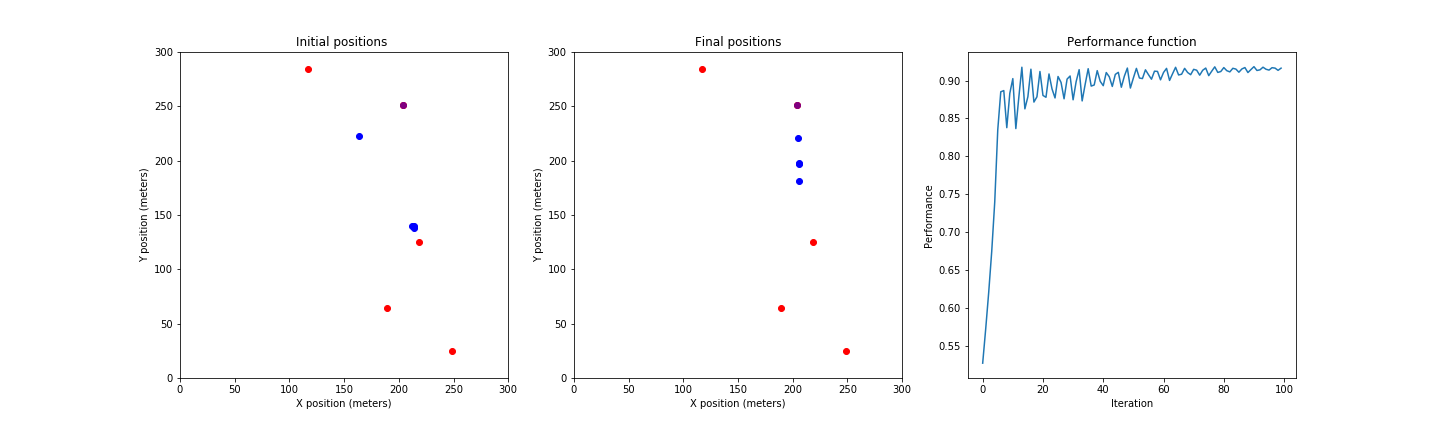 Initial positions
Final positions
Performance function
300
250
200
150
100
50
0
Y position (meters)
0 50 100 150 200 250 300
X position (meters)
300
250
200
150
100
50
0
Y position (meters)
0 50 100 150 200 250 300
X position (meters)
0.90
0.85
0.80
0.75
0.70
0.65
0.60
0.55
Performance
0 20 40 60 80 100
Iteration